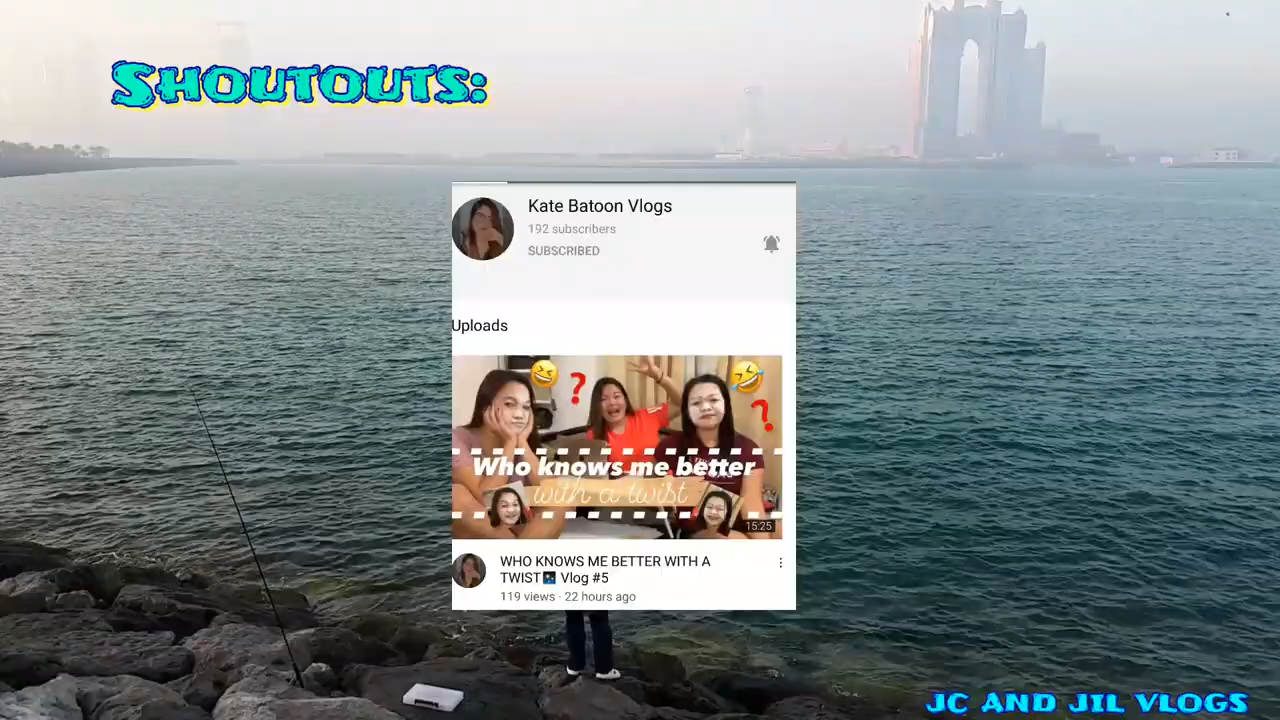 SHOUTOUTS:
Kate Batoon Vlogs
192 subscribers
SUBSCRIBED
Uploads
Who knows me better
with a twist
15:25
WHO KNOWS ME BETTER WITH A
TWIST🌃 Vlog #5
119 views · 22 hours ago
JC AND JIL VLOGS